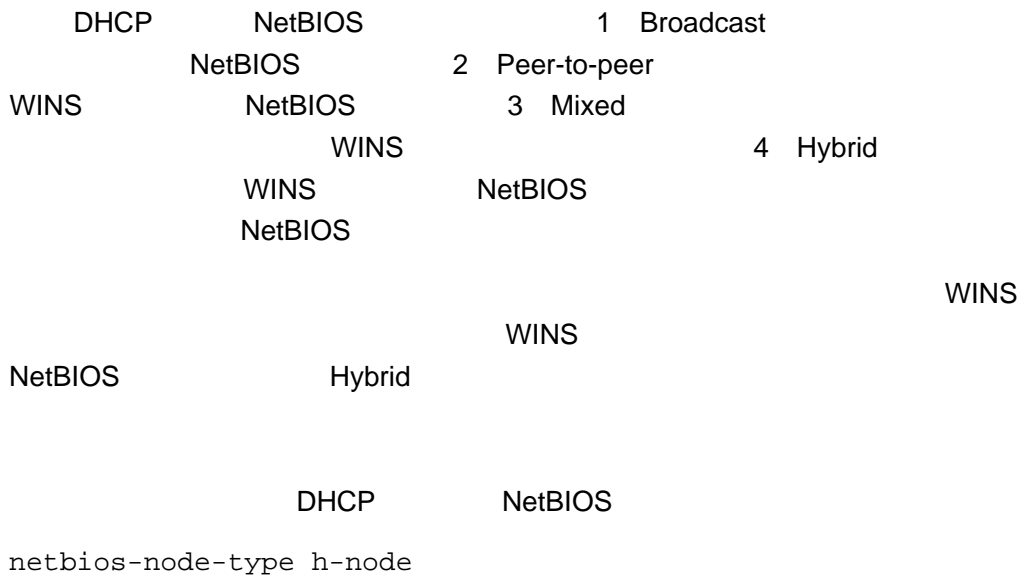 DHCP NetBIOS 1 Broadcast
NetBIOS 2 Peer-to-peer
WINS NetBIOS 3 Mixed
WINS 4 Hybrid
WINS NetBIOS
NetBIOS
WINS
WINS
NetBIOS Hybrid
DHCP NetBIOS
netbios-node-type h-node